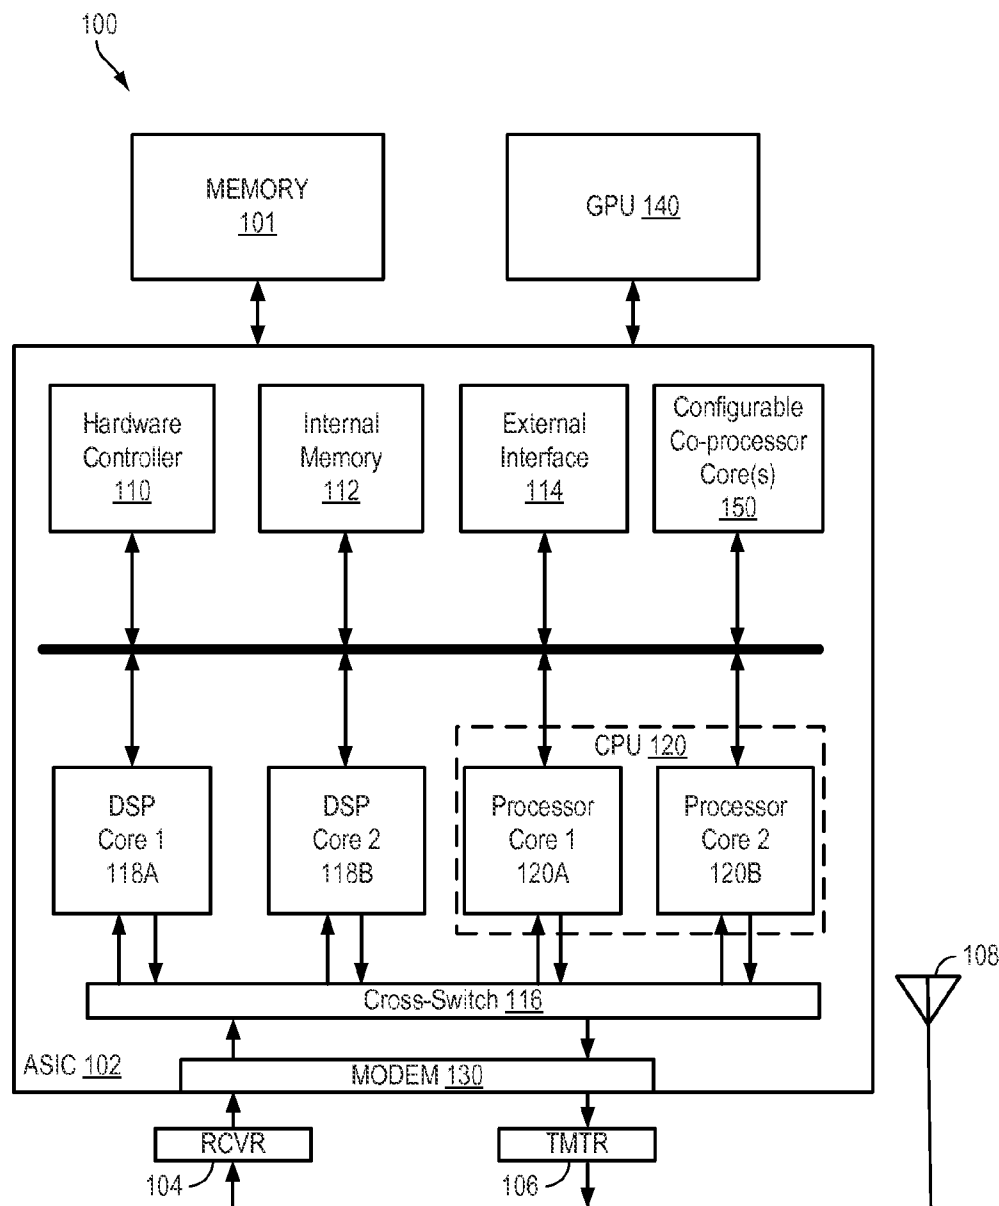 100
MEMORY
101
GPU 140
Hardware
Controller
110
Internal
Memory
112
External
Interface
114
Configurable
Co-processor
Core(s)
150
CPU 120
DSP
Core 1
118A
DSP
Core 2
118B
Processor
Core 1
120A
Processor
Core 2
120B
108
Cross-Switch 116
ASIC 102
MODEM 130
RCVR
TMTR
104
106